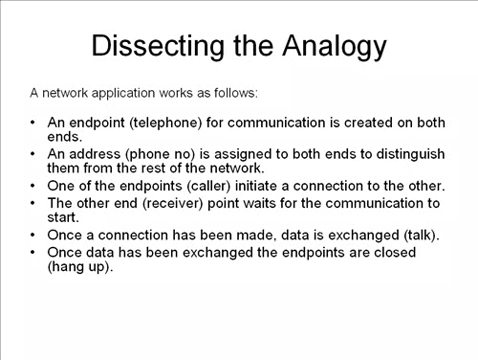 Dissecting the Analogy
A network application works as follows:
• An endpoint (telephone) for communication is created on both
ends.
• An address (phone no) is assigned to both ends to distinguish
them from the rest of the network.
• One of the endpoints (caller) initiate a connection to the other.
• The other end (receiver) point waits for the communication to
start.
• Once a connection has been made, data is exchanged (talk).
• Once data has been exchanged the endpoints are closed
(hang up).